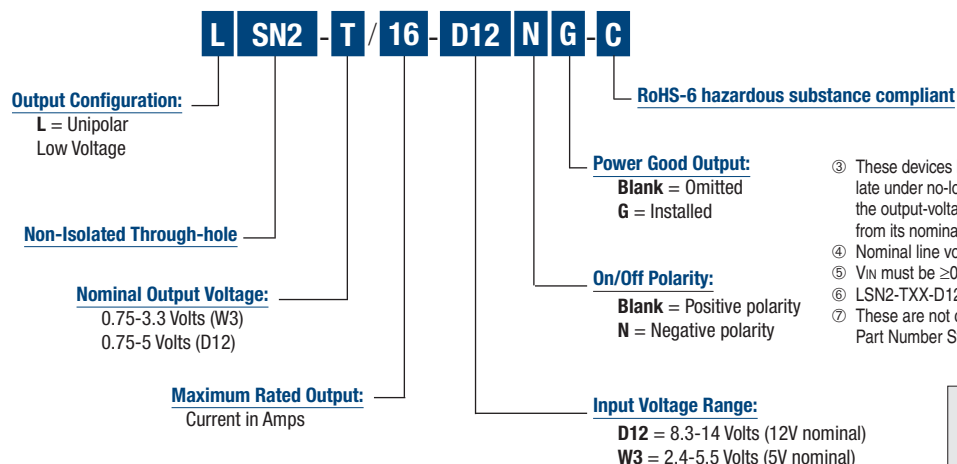 L SN2 - T / 16 - D12 N G - C
RoHS-6 hazardous substance compliant
Output Configuration:
L = Unipolar
Low Voltage
Power Good Output:
Blank = Omitted
G = Installed
Non-Isolated Through-hole
On/Off Polarity:
Blank = Positive polarity
N = Negative polarity
Nominal Output Voltage:
0.75-3.3 Volts (W3)
0.75-5 Volts (D12)
Maximum Rated Output:
Current in Amps
Input Voltage Range:
D12 = 8.3-14 Volts (12V nominal)
W3 = 2.4-5.5 Volts (5V nominal)
③ These devices
late under no-lo
the output-volta
from its nomina
④ Nominal line vo
⑤ VIN must be ≥0
⑥ LSN2-TXX-D12
⑦ These are not
Part Number S